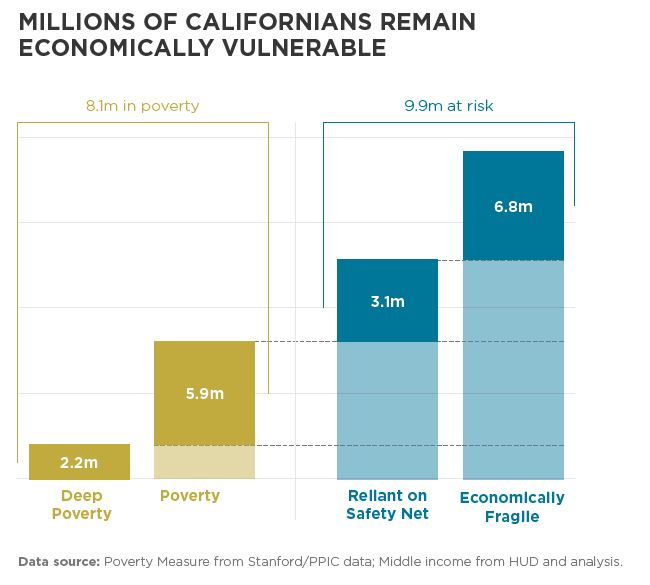 MILLIONS OF CALIFORNIANS REMAIN
ECONOMICALLY VULNERABLE
8.1m in poverty
9.9m at risk
6.8m
3.1m
5.9m
2.2m
Deep
Poverty
Poverty
Reliant on
Safety Net
Economically
Fragile
Data source: Poverty Measure from Stanford/PPIC data; Middle income from HUD and analysis.